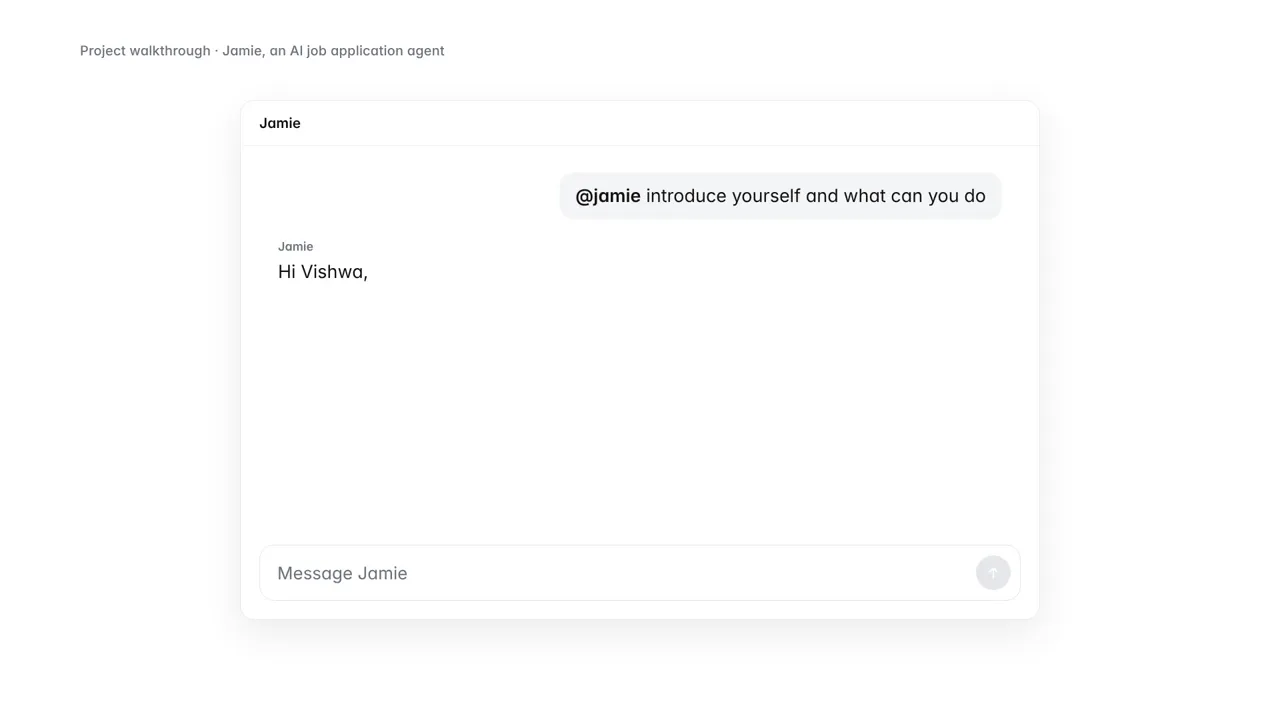 Project walkthrough · Jamie, an AI job application agent
Jamie
@jamie introduce yourself and what can you do
Jamie
Hi Vishwa,
Message Jamie